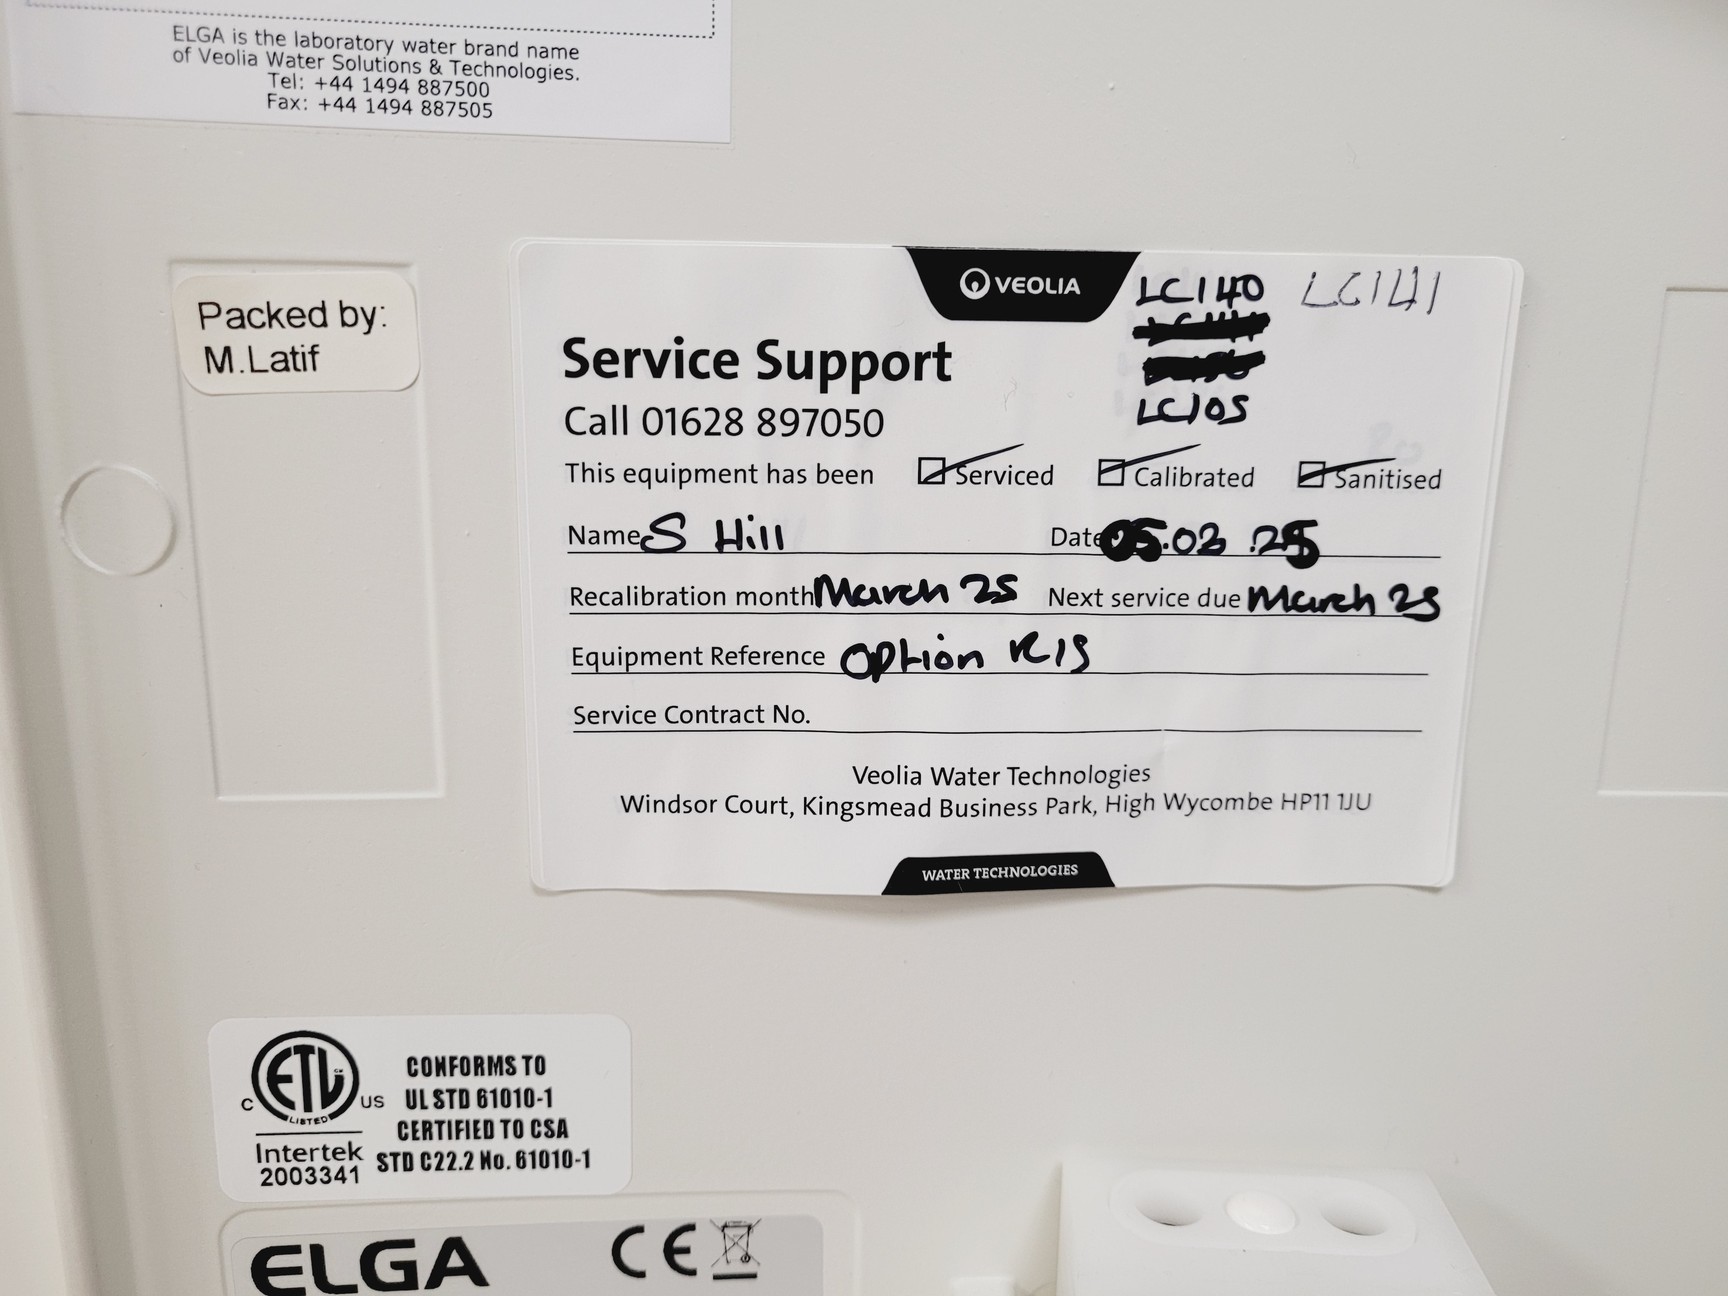 ELGA is the laboratory water brand name
of Veolia Water Solutions & Technologies.
Tel: +44 1494 887500
Fax: +44 1494 887505
Packed by:
M.Latif
VEOLIA
LC140 LC141
LC105
Service Support
Call 01628 897050
This equipment has been Serviced Calibrated Sanitised
Name S Hill Date 05.03.25
Recalibration month March 25 Next service due March 25
Equipment Reference Option R15
Service Contract No.
Veolia Water Technologies
Windsor Court, Kingsmead Business Park, High Wycombe HP11 1JU
WATER TECHNOLOGIES
C ETL CM US
LISTED
Intertek
2003341
CONFORMS TO
UL STD 61010-1
CERTIFIED TO CSA
STD C22.2 No. 61010-1
ELGA CE